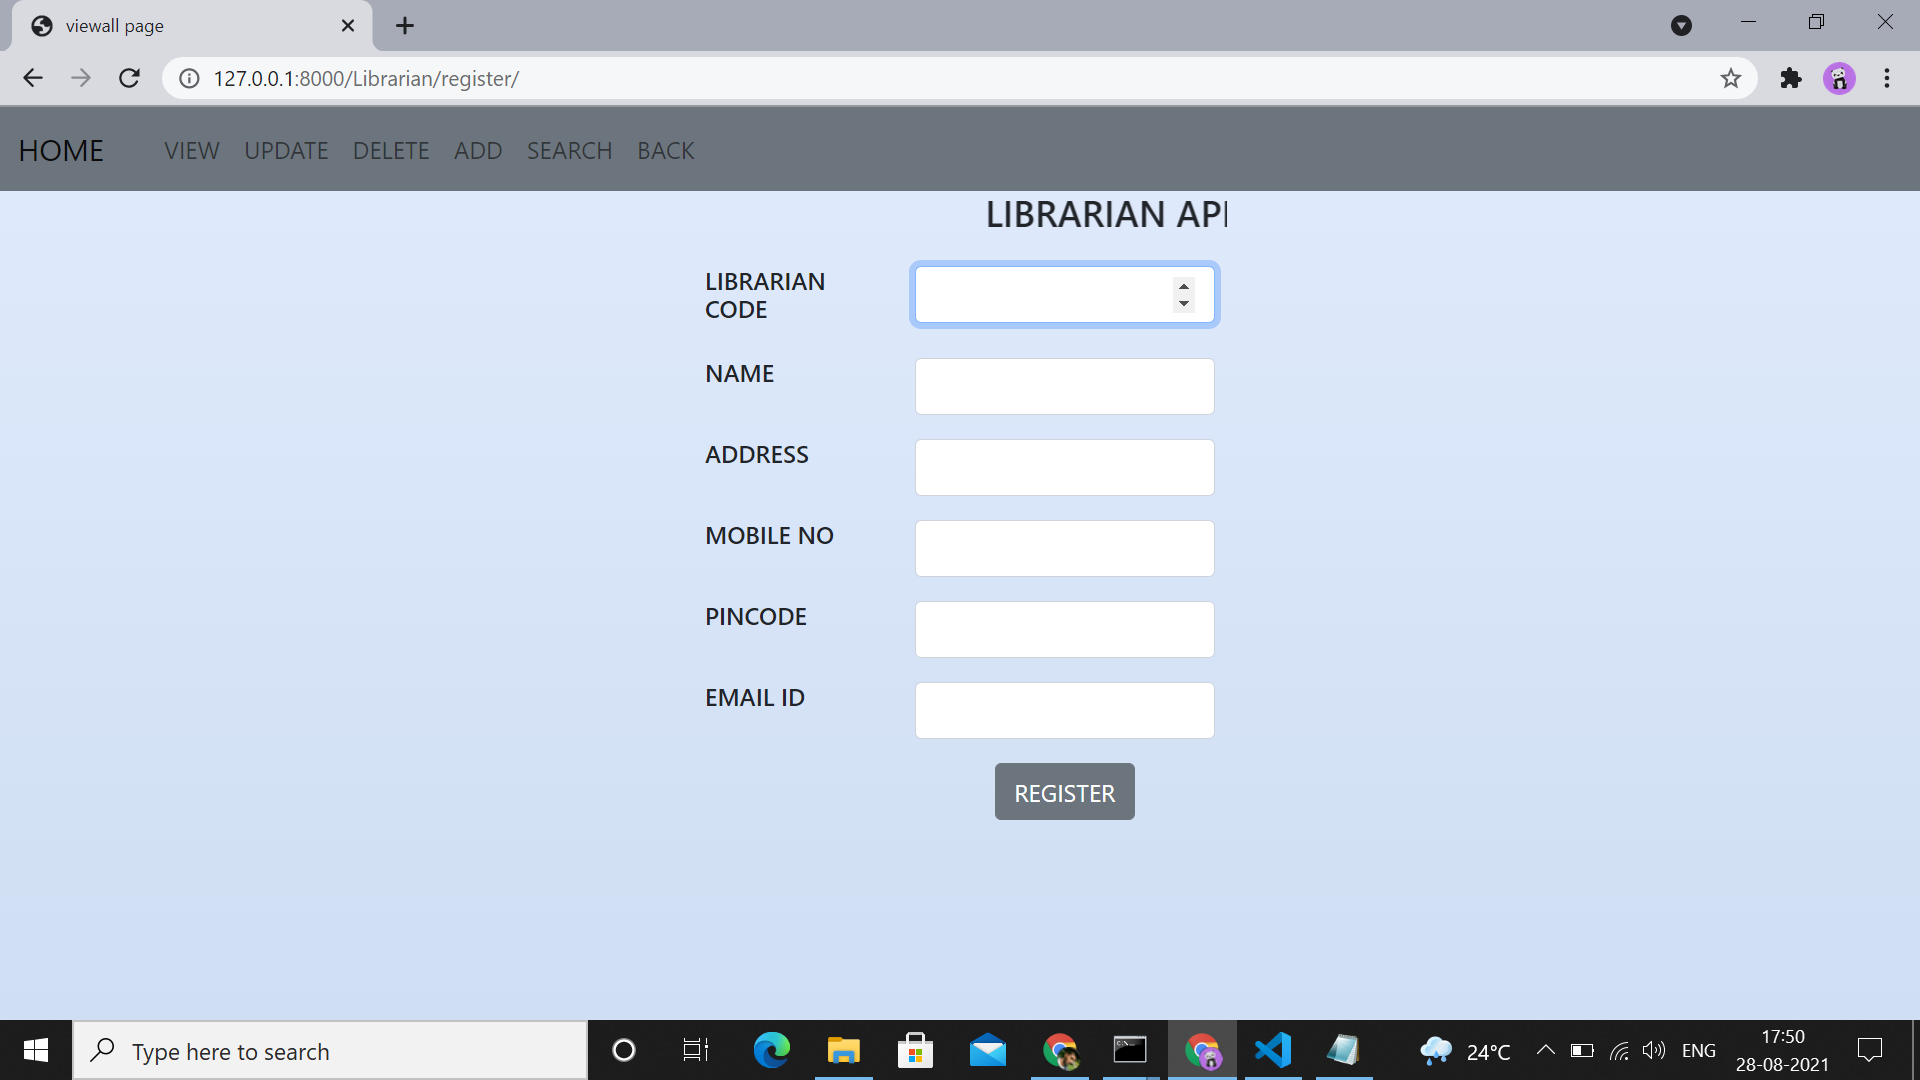 viewall page
127.0.0.1:8000/Librarian/register/
HOME VIEW UPDATE DELETE ADD SEARCH BACK
LIBRARIAN API
LIBRARIAN
CODE
NAME
ADDRESS
MOBILE NO
PINCODE
EMAIL ID
REGISTER
Type here to search
24°C
ENG
17:50
28-08-2021